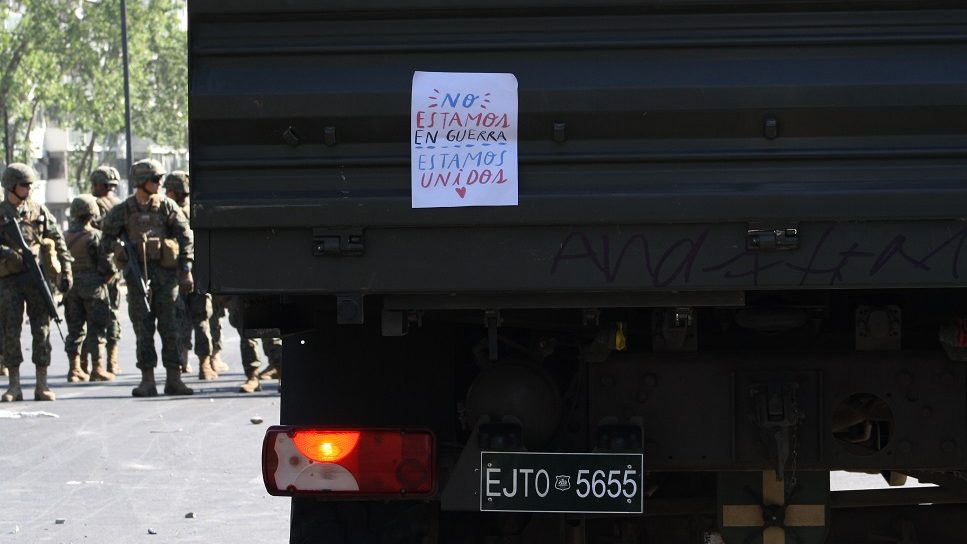 NO
ESTAMOS
EN GUERRA
ESTAMOS
UNIDOS
EJTO 5655